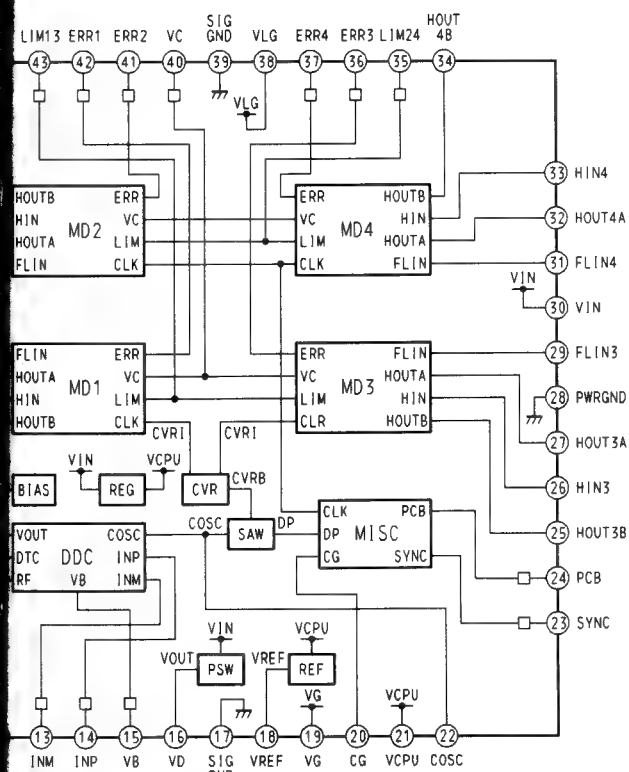 HOUT
SIG
LIM13 ERR1 ERR2 VC GND VLG ERR4 ERR3 LIM24 4B
43 42 41 40 39 38 37 36 35 34
VLG
33 HIN4
HOUTB ERR ERR HOUTB
HIN VC VC HIN
MD2 MD4
HOUTA LIM LIM HOUTA
FLIN CLK CLK FLIN
32 HOUT4A
31 FLIN4
VIN
30 VIN
FLIN ERR ERR FLIN
29 FLIN3
HOUTA VC VC HOUTA
MD1 MD3
HIN LIM LIM HIN
28 PWRGND
HOUTB CLK CLR HOUTB
CVRI CVRI
27 HOUT3A
VIN VCPU
BIAS REG CVR CVRB
26 HIN3
CLK PCB
COSC DP
VOUT COSC SAW DP MISC
25 HOUT3B
DTC DDC INP CG SYNC
RF VB INM
24 PCB
23 SYNC
VIN VCPU
VOUT PSW VREF REF
VG VCPU
13 14 15 16 17 18 19 20 21 22
INM INP VB VD SIG VREF VG CG VCPU COSC